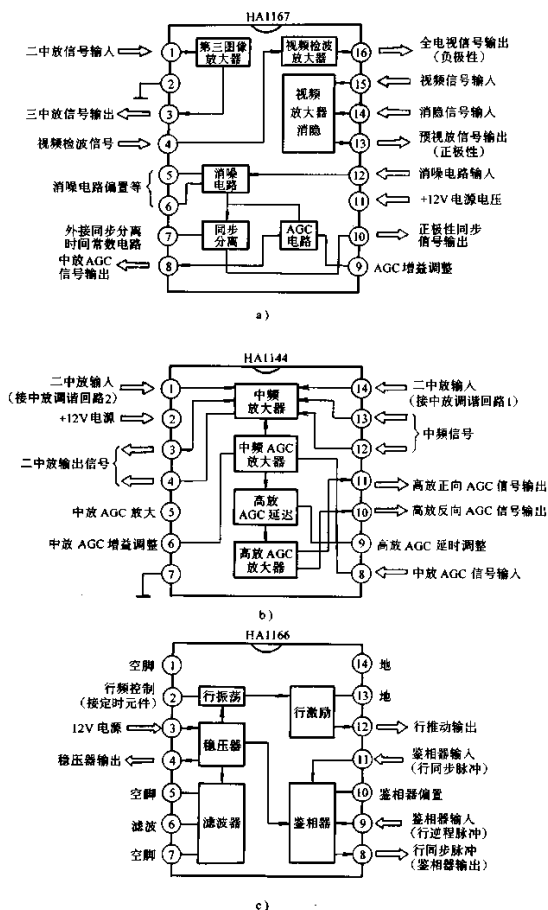 HA1167
二中放信号输入
1
第三图像
放大器
视频检波
放大器
16
全电视信号输出
(负极性)
2
15
视频信号输入
三中放信号输出
3
视频
放大器
消隐
14
消隐信号输入
视频检波信号
4
13
预视放信号输出
(正极性)
消噪电路偏置等
5
6
消噪
电路
12
消噪电路输入
11
+12V电源电压
外接同步分离
时间常数电路
7
同步
分离
AGC
电路
10
正极性同步
信号输出
中放AGC
信号输出
8
9
AGC增益调整
a)
HA1144
二中放输入
(接中放调谐回路2)
1
中频
放大器
14
二中放输入
(接中放调谐回路1)
+12V电源
2
13
中频信号
二中放输出信号
3
4
中频 AGC
放大器
12
11
高放正向 AGC信号输出
中放 AGC 放大
5
高放
AGC延迟
10
高放反向 AGC信号输出
中放 AGC增益调整
6
高放AGC
放大器
9
高放AGC 延时调整
7
8
中放AGC 信号输入
b)
HA1166
空脚
1
14
地
行频控制
(接定时元件)
2
行振荡
行激励
13
地
12V电源
3
稳压器
12
行推动输出
稳压器输出
4
11
鉴相器输入
(行同步脉冲)
空脚
5
滤波器
鉴相器
10
鉴相器偏置
滤波
6
9
鉴相器输入
(行逆程脉冲)
空脚
7
8
行同步脉冲
(鉴相器输出)
c)